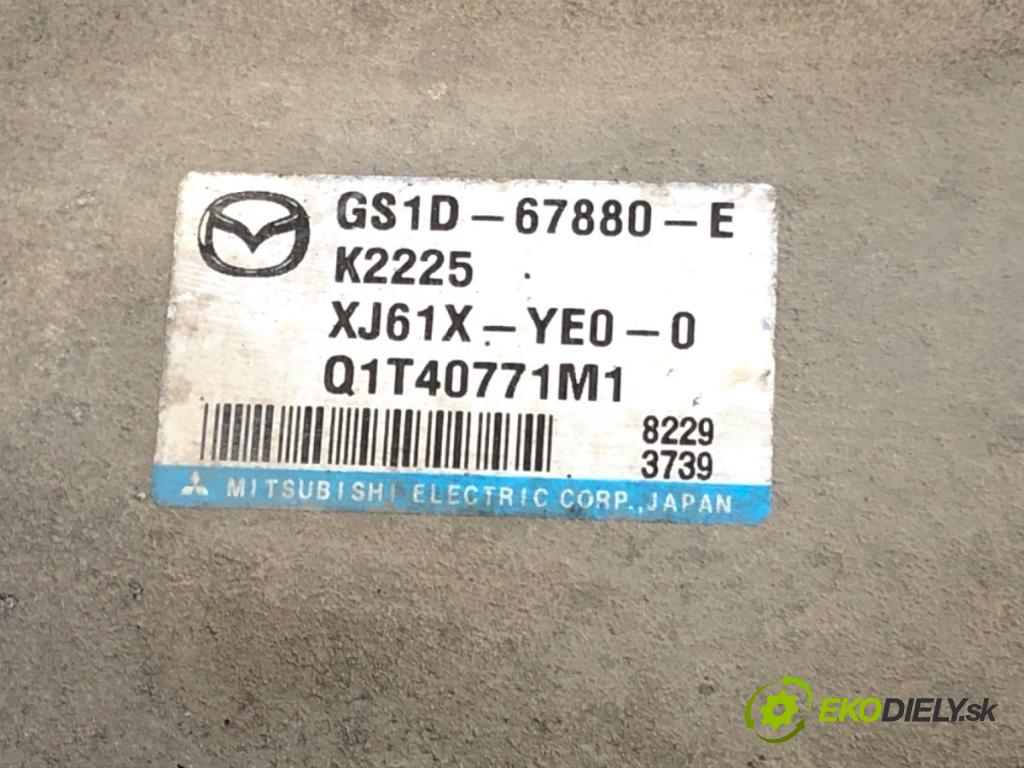 GS1D-67880-E
K2225
XJ61X-YE0-0
Q1T40771M1
8229
3739
MITSUBISHI ELECTRIC CORP., JAPAN
EKODIELY.sk